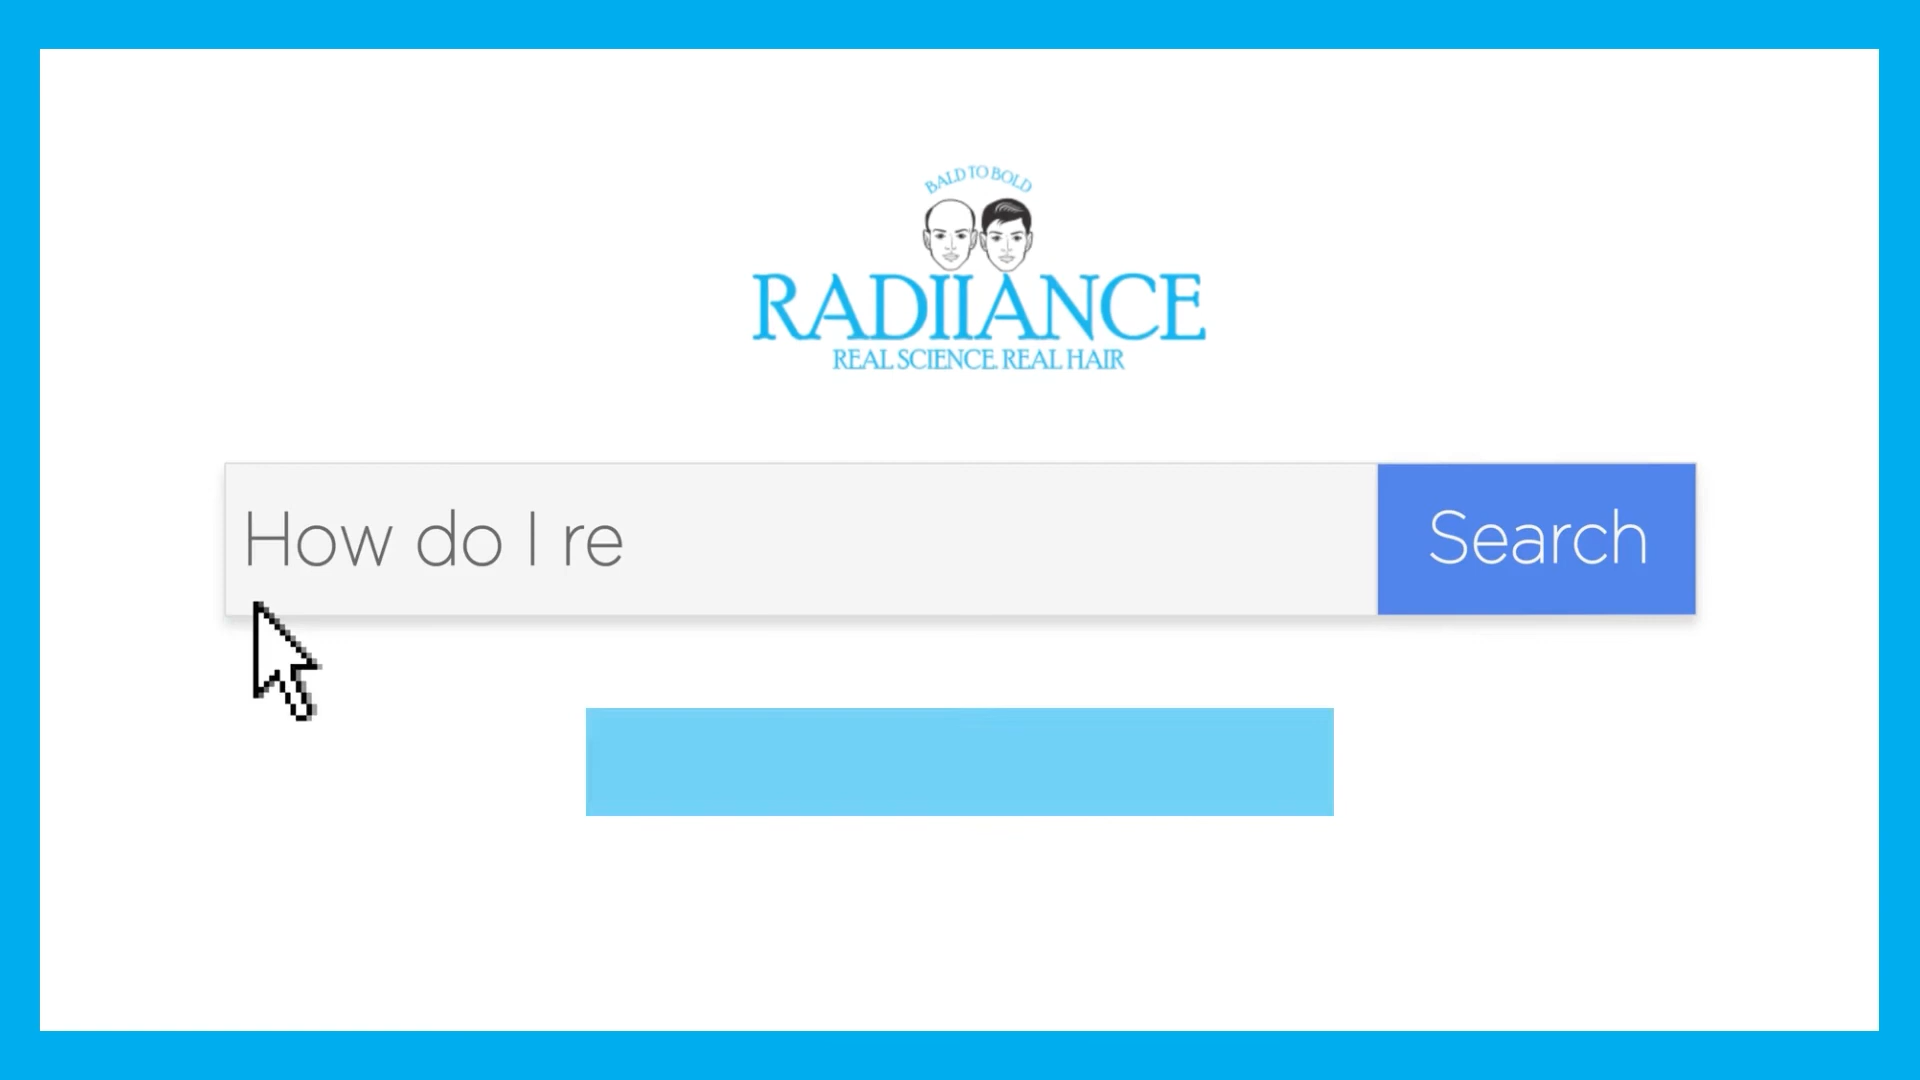 BALD TO BOLD
RADIIANCE
REAL SCIENCE. REAL HAIR
How do I re
Search